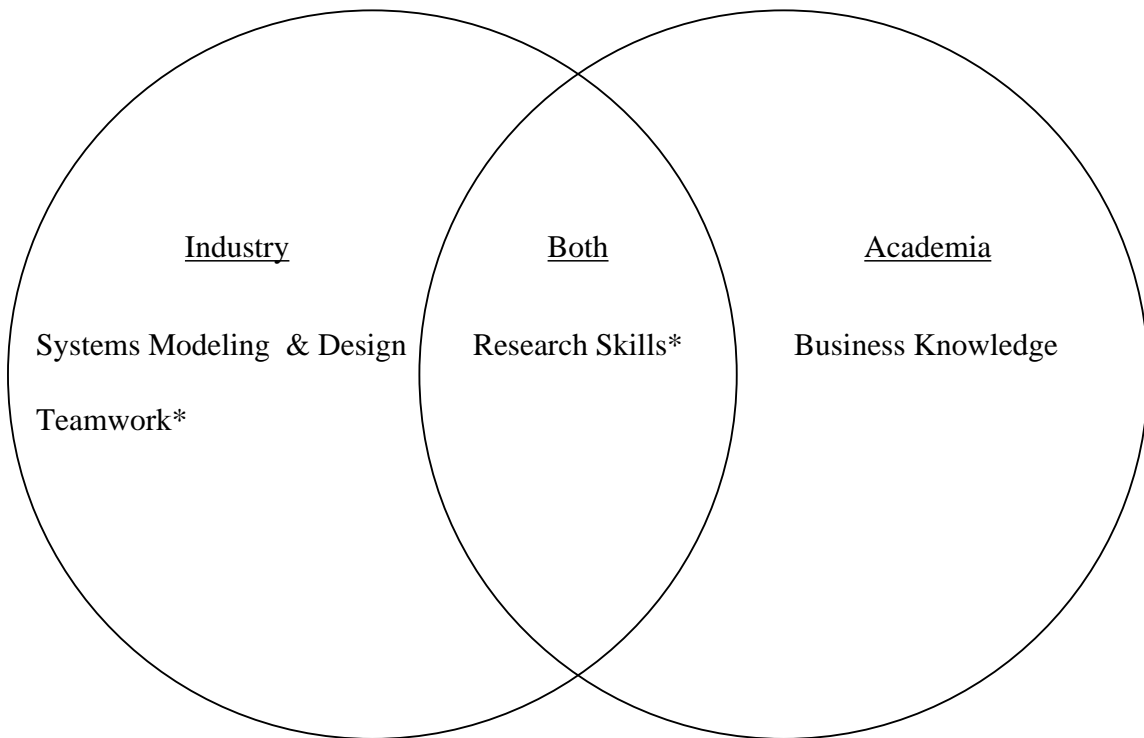 Industry
Both
Academia
Systems Modeling & Design
Research Skills*
Business Knowledge
Teamwork*